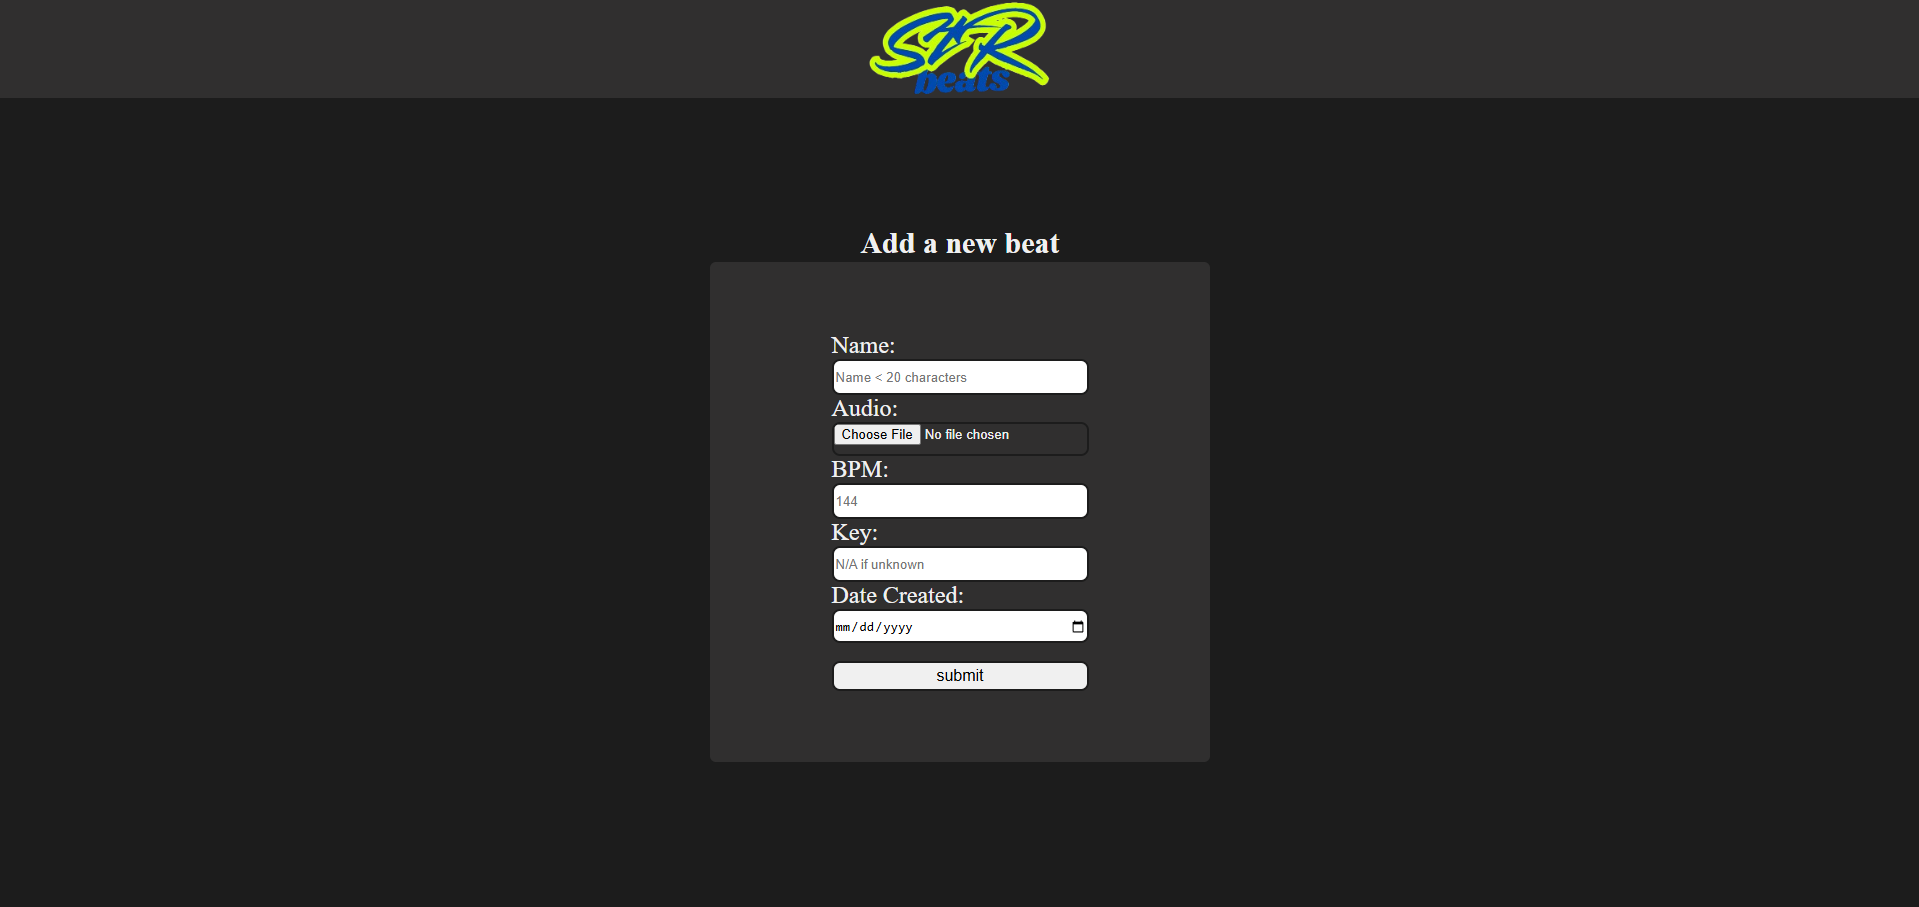 STR
beats
Add a new beat
Name:
Name < 20 characters
Audio:
Choose File No file chosen
BPM:
144
Key:
N/A if unknown
Date Created:
mm/dd/yyyy
submit